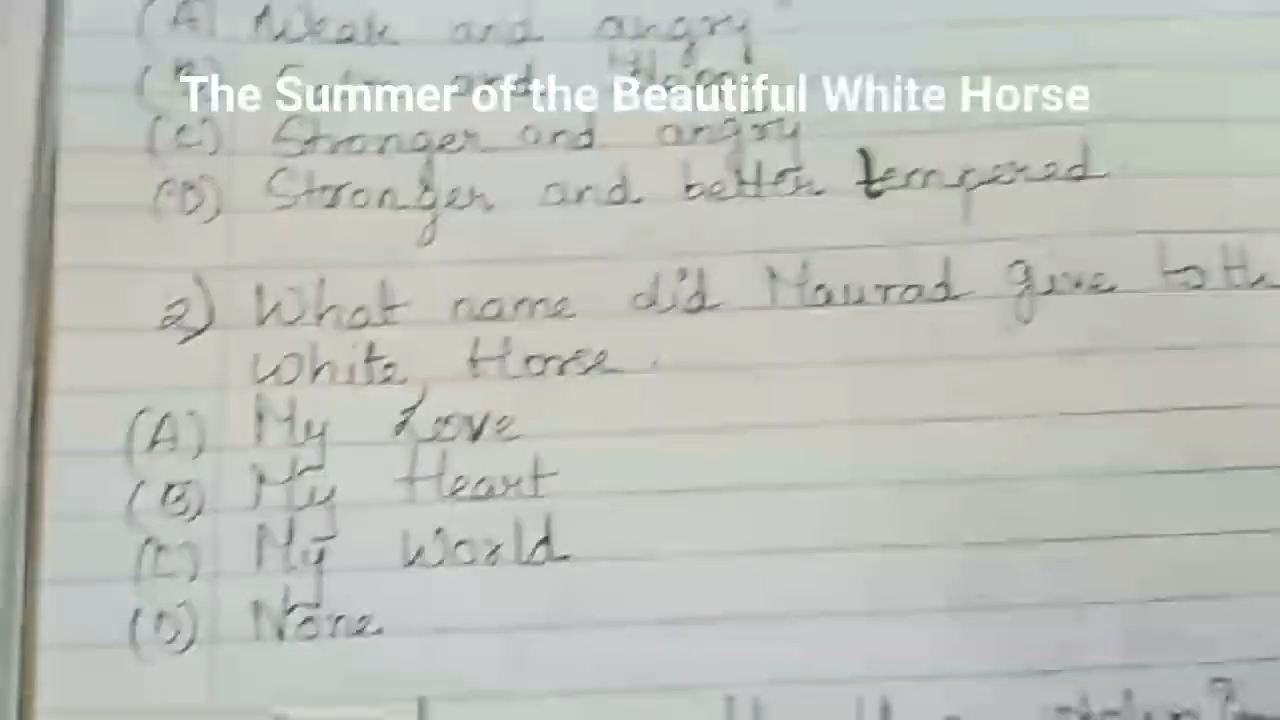 (A) Weak and angry
The Summer of the Beautiful White Horse
(C) Stronger and angry
(D) Stronger and better tempered
2) What name did Mourad give to the
White Horse.
(A) My Love
(B) My Heart
(C) My World
(D) None